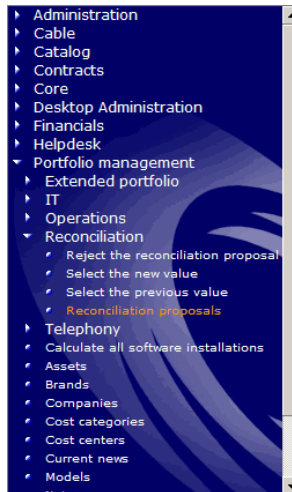 Administration
Cable
Catalog
Contracts
Core
Desktop Administration
Financials
Helpdesk
Portfolio management
Extended portfolio
IT
Operations
Reconciliation
Reject the reconciliation proposal
Select the new value
Select the previous value
Reconciliation proposals
Telephony
Calculate all software installations
Assets
Brands
Companies
Cost categories
Cost centers
Current news
Models